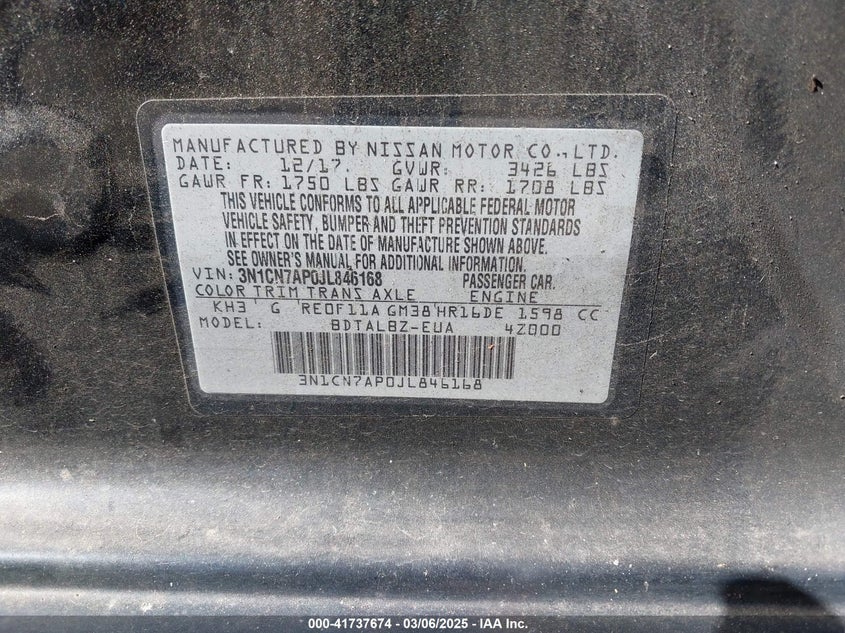 MANUFACTURED BY NISSAN MOTOR CO.,LTD.
DATE: 12/17. GVWR: 3426 LBS
GAWR FR: 1750 LBS GAWR RR: 1708 LBS
THIS VEHICLE CONFORMS TO ALL APPLICABLE FEDERAL MOTOR
VEHICLE SAFETY, BUMPER AND THEFT PREVENTION STANDARDS
IN EFFECT ON THE DATE OF MANUFACTURE SHOWN ABOVE.
SEE OWNER'S MANUAL FOR ADDITIONAL INFORMATION.
VIN: 3N1CN7AP0JL846168 PASSENGER CAR.
COLOR TRIM TRANS AXLE ENGINE
KH3 G RE0F11A GM38 HR16DE 1598 CC
MODEL: BDTALBZ-EUA 4Z000
3N1CN7AP0JL846168
000-41737674 - 03/06/2025 - IAA Inc.